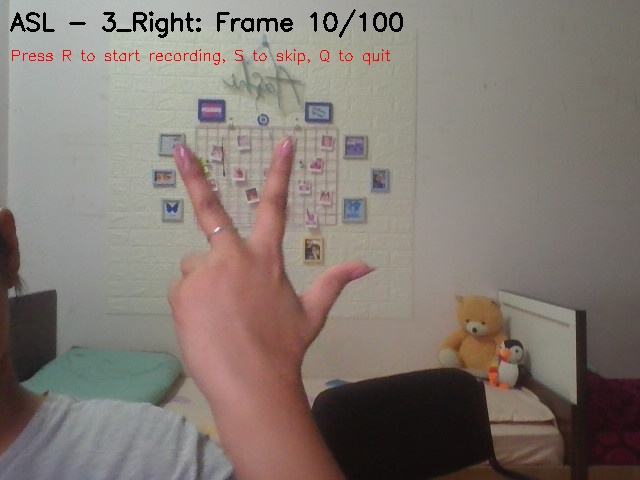 ASL - 3_Right: Frame 10/100
Press R to start recording, S to skip, Q to quit